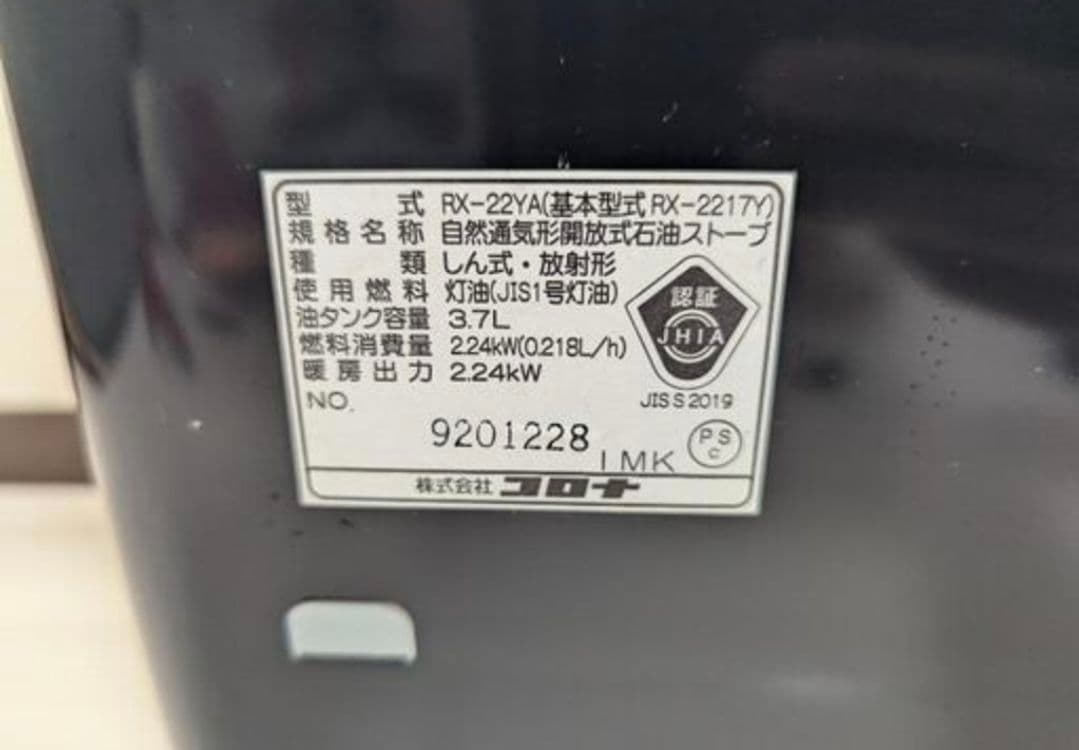 型式 RX-22YA(基本型式 RX-2217Y)
規格名称 自然通気形開放式石油ストーブ
種類 しん式・放射形
使用燃料 灯油(JIS1号灯油)
油タンク容量 3.7L
燃料消費量 2.24kW(0.218L/h)
暖房出力 2.24kW
認証
JHIA
JIS S 2019
NO.
9201228
IMK
PS
C
株式会社 コロナ